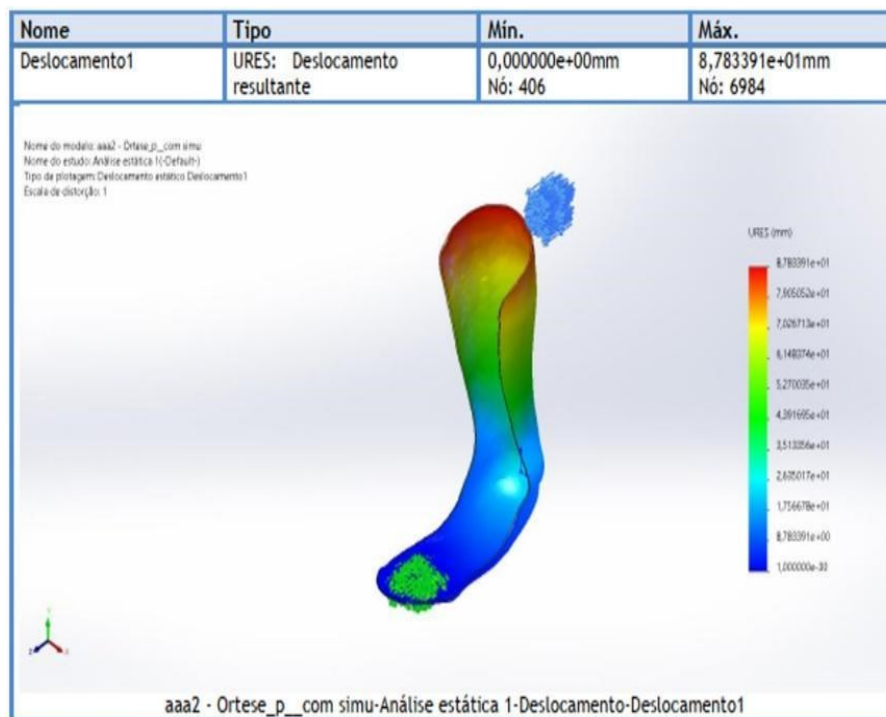 Nome Tipo Mín. Máx.
Deslocamento1 URES: Deslocamento resultante 0,000000e+00mm Nó: 406 8,783391e+01mm Nó: 6984
Nome do modelo: aaa2 - Ortese_p_com simu
Nome do estudo: Análise estática 1(-Default-)
Tipo de plotagem: Deslocamento estático Deslocamento1
Escala de distorção: 1
URES (mm)
8,783391e+01
7,905052e+01
7,026713e+01
6,148374e+01
5,270035e+01
4,391695e+01
3,513356e+01
2,635017e+01
1,756678e+01
8,783391e+00
1,000000e-30
aaa2 - Ortese_p__com simu-Análise estática 1-Deslocamento-Deslocamento1